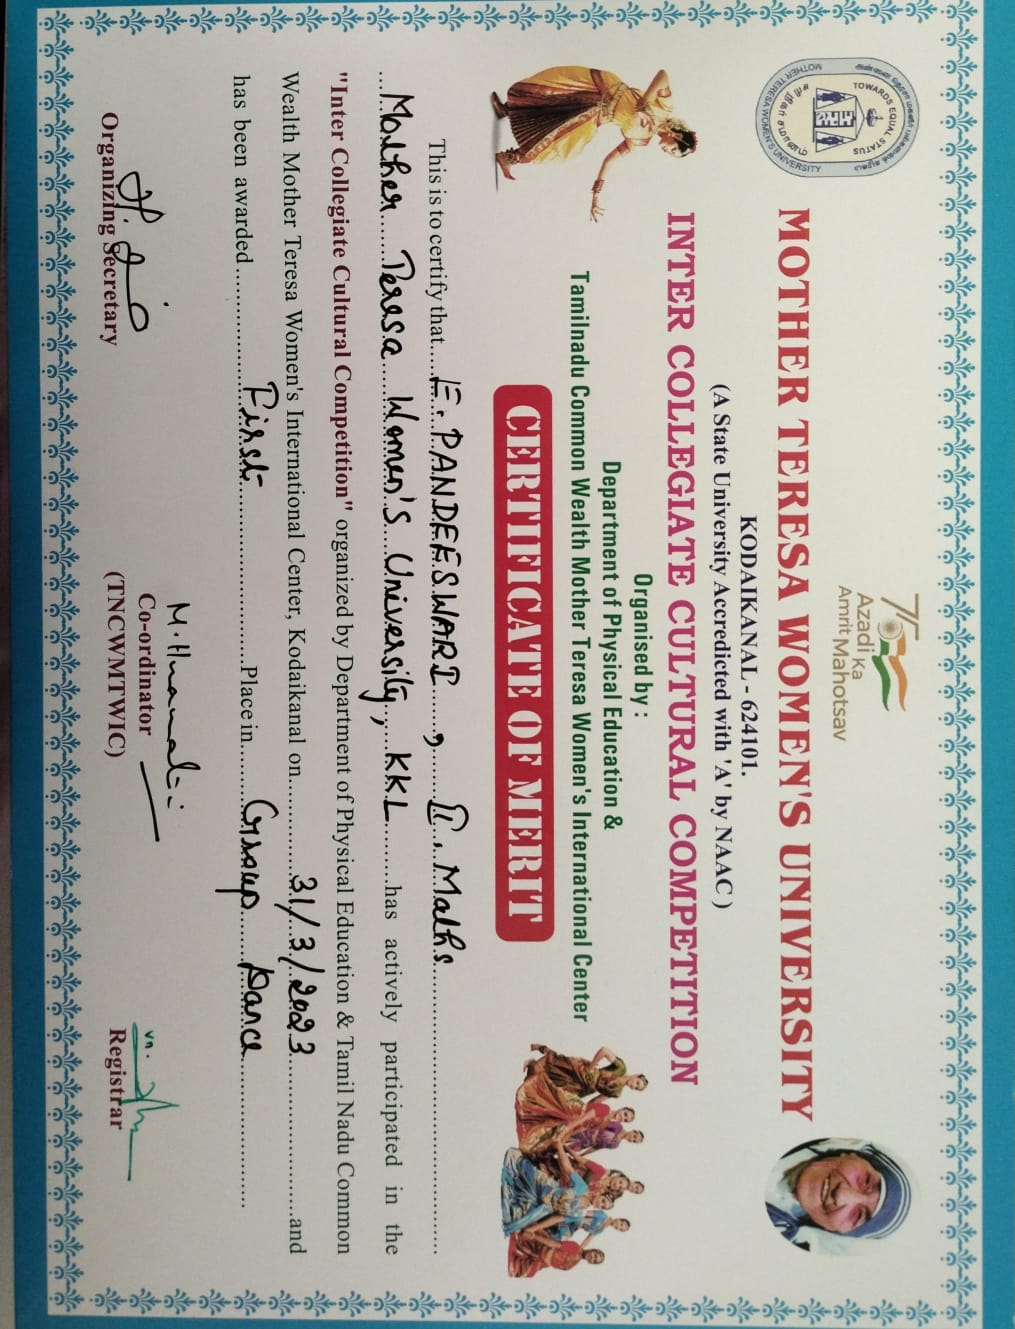 75
Azadi Ka
Amrit Mahotsav
TOWARDS EQUAL STATUS
MOTHER TERESA WOMEN'S UNIVERSITY
MOTHER TERESA WOMEN'S UNIVERSITY
KODAIKANAL - 624101.
(A State University Accredited with 'A' by NAAC )
INTER COLLEGIATE CULTURAL COMPETITION
Organised by :
Department of Physical Education &
Tamilnadu Common Wealth Mother Teresa Women's International Center
CERTIFICATE OF MERIT
This is to certify that....E. PANDEESWARI......, ......II. Maths..........
...Mother Teresa Women's University, KKL..........has actively participated in the
"Inter Collegiate Cultural Competition" organized by Department of Physical Education & Tamil Nadu Common
Wealth Mother Teresa Women's International Center, Kodaikanal on..........31/3/2023..........and
has been awarded ..........First..........Place in..........Group Dance..........
M. Thamal
Organizing Secretary
Co-ordinator
(TNCWMTWIC)
Registrar